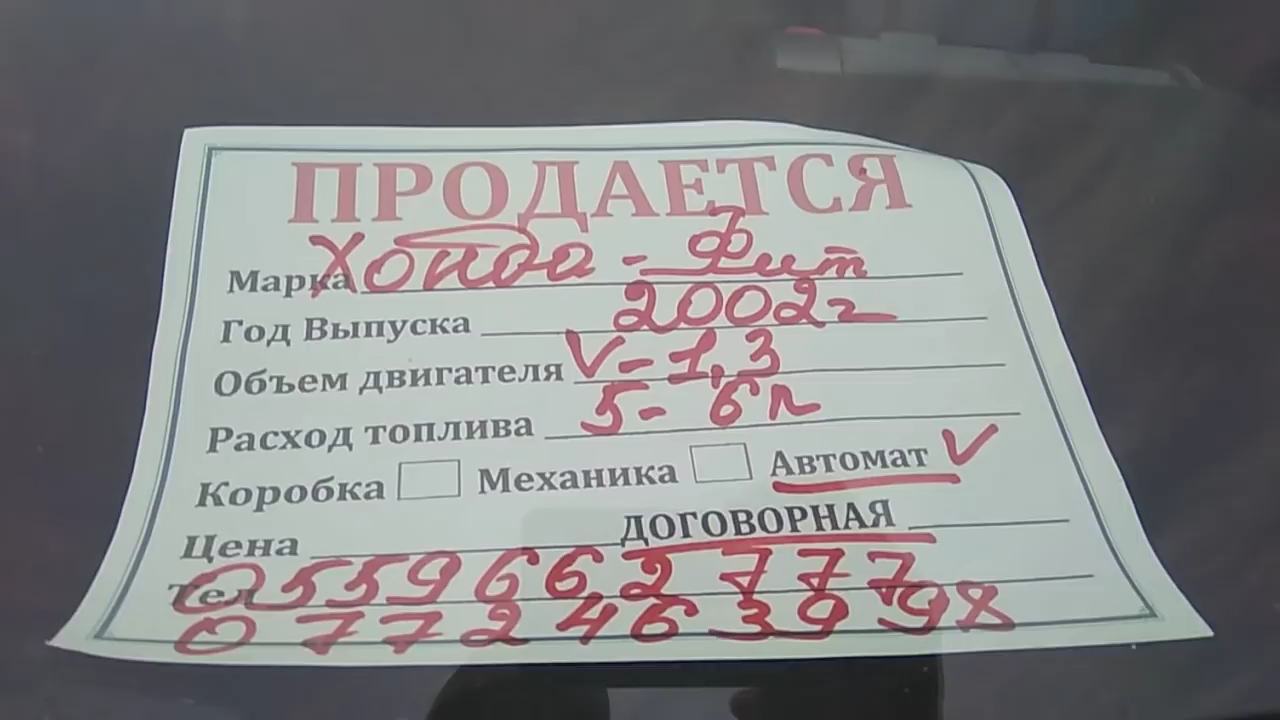 ПРОДАЕТСЯ
Марка Хонда - Фит
Год Выпуска 2002г
Объем двигателя V-1,3
Расход топлива 5-6л
Коробка Механика Автомат V
Цена ДОГОВОРНАЯ
Тел 0559662777
0772463998